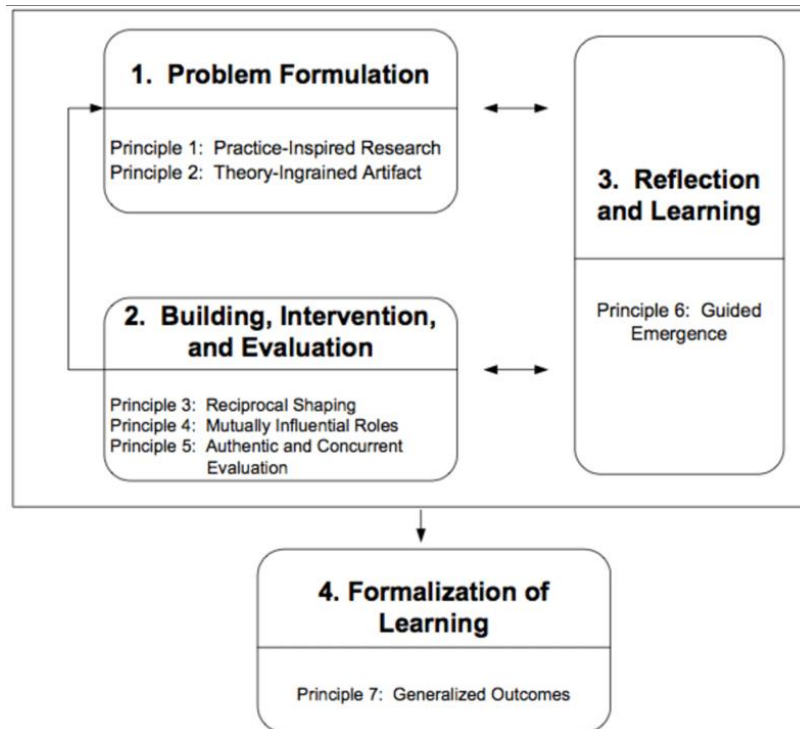 1. Problem Formulation
Principle 1: Practice-Inspired Research
Principle 2: Theory-Ingrained Artifact
2. Building, Intervention,
and Evaluation
Principle 3: Reciprocal Shaping
Principle 4: Mutually Influential Roles
Principle 5: Authentic and Concurrent
Evaluation
3. Reflection
and Learning
Principle 6: Guided
Emergence
4. Formalization of
Learning
Principle 7: Generalized Outcomes